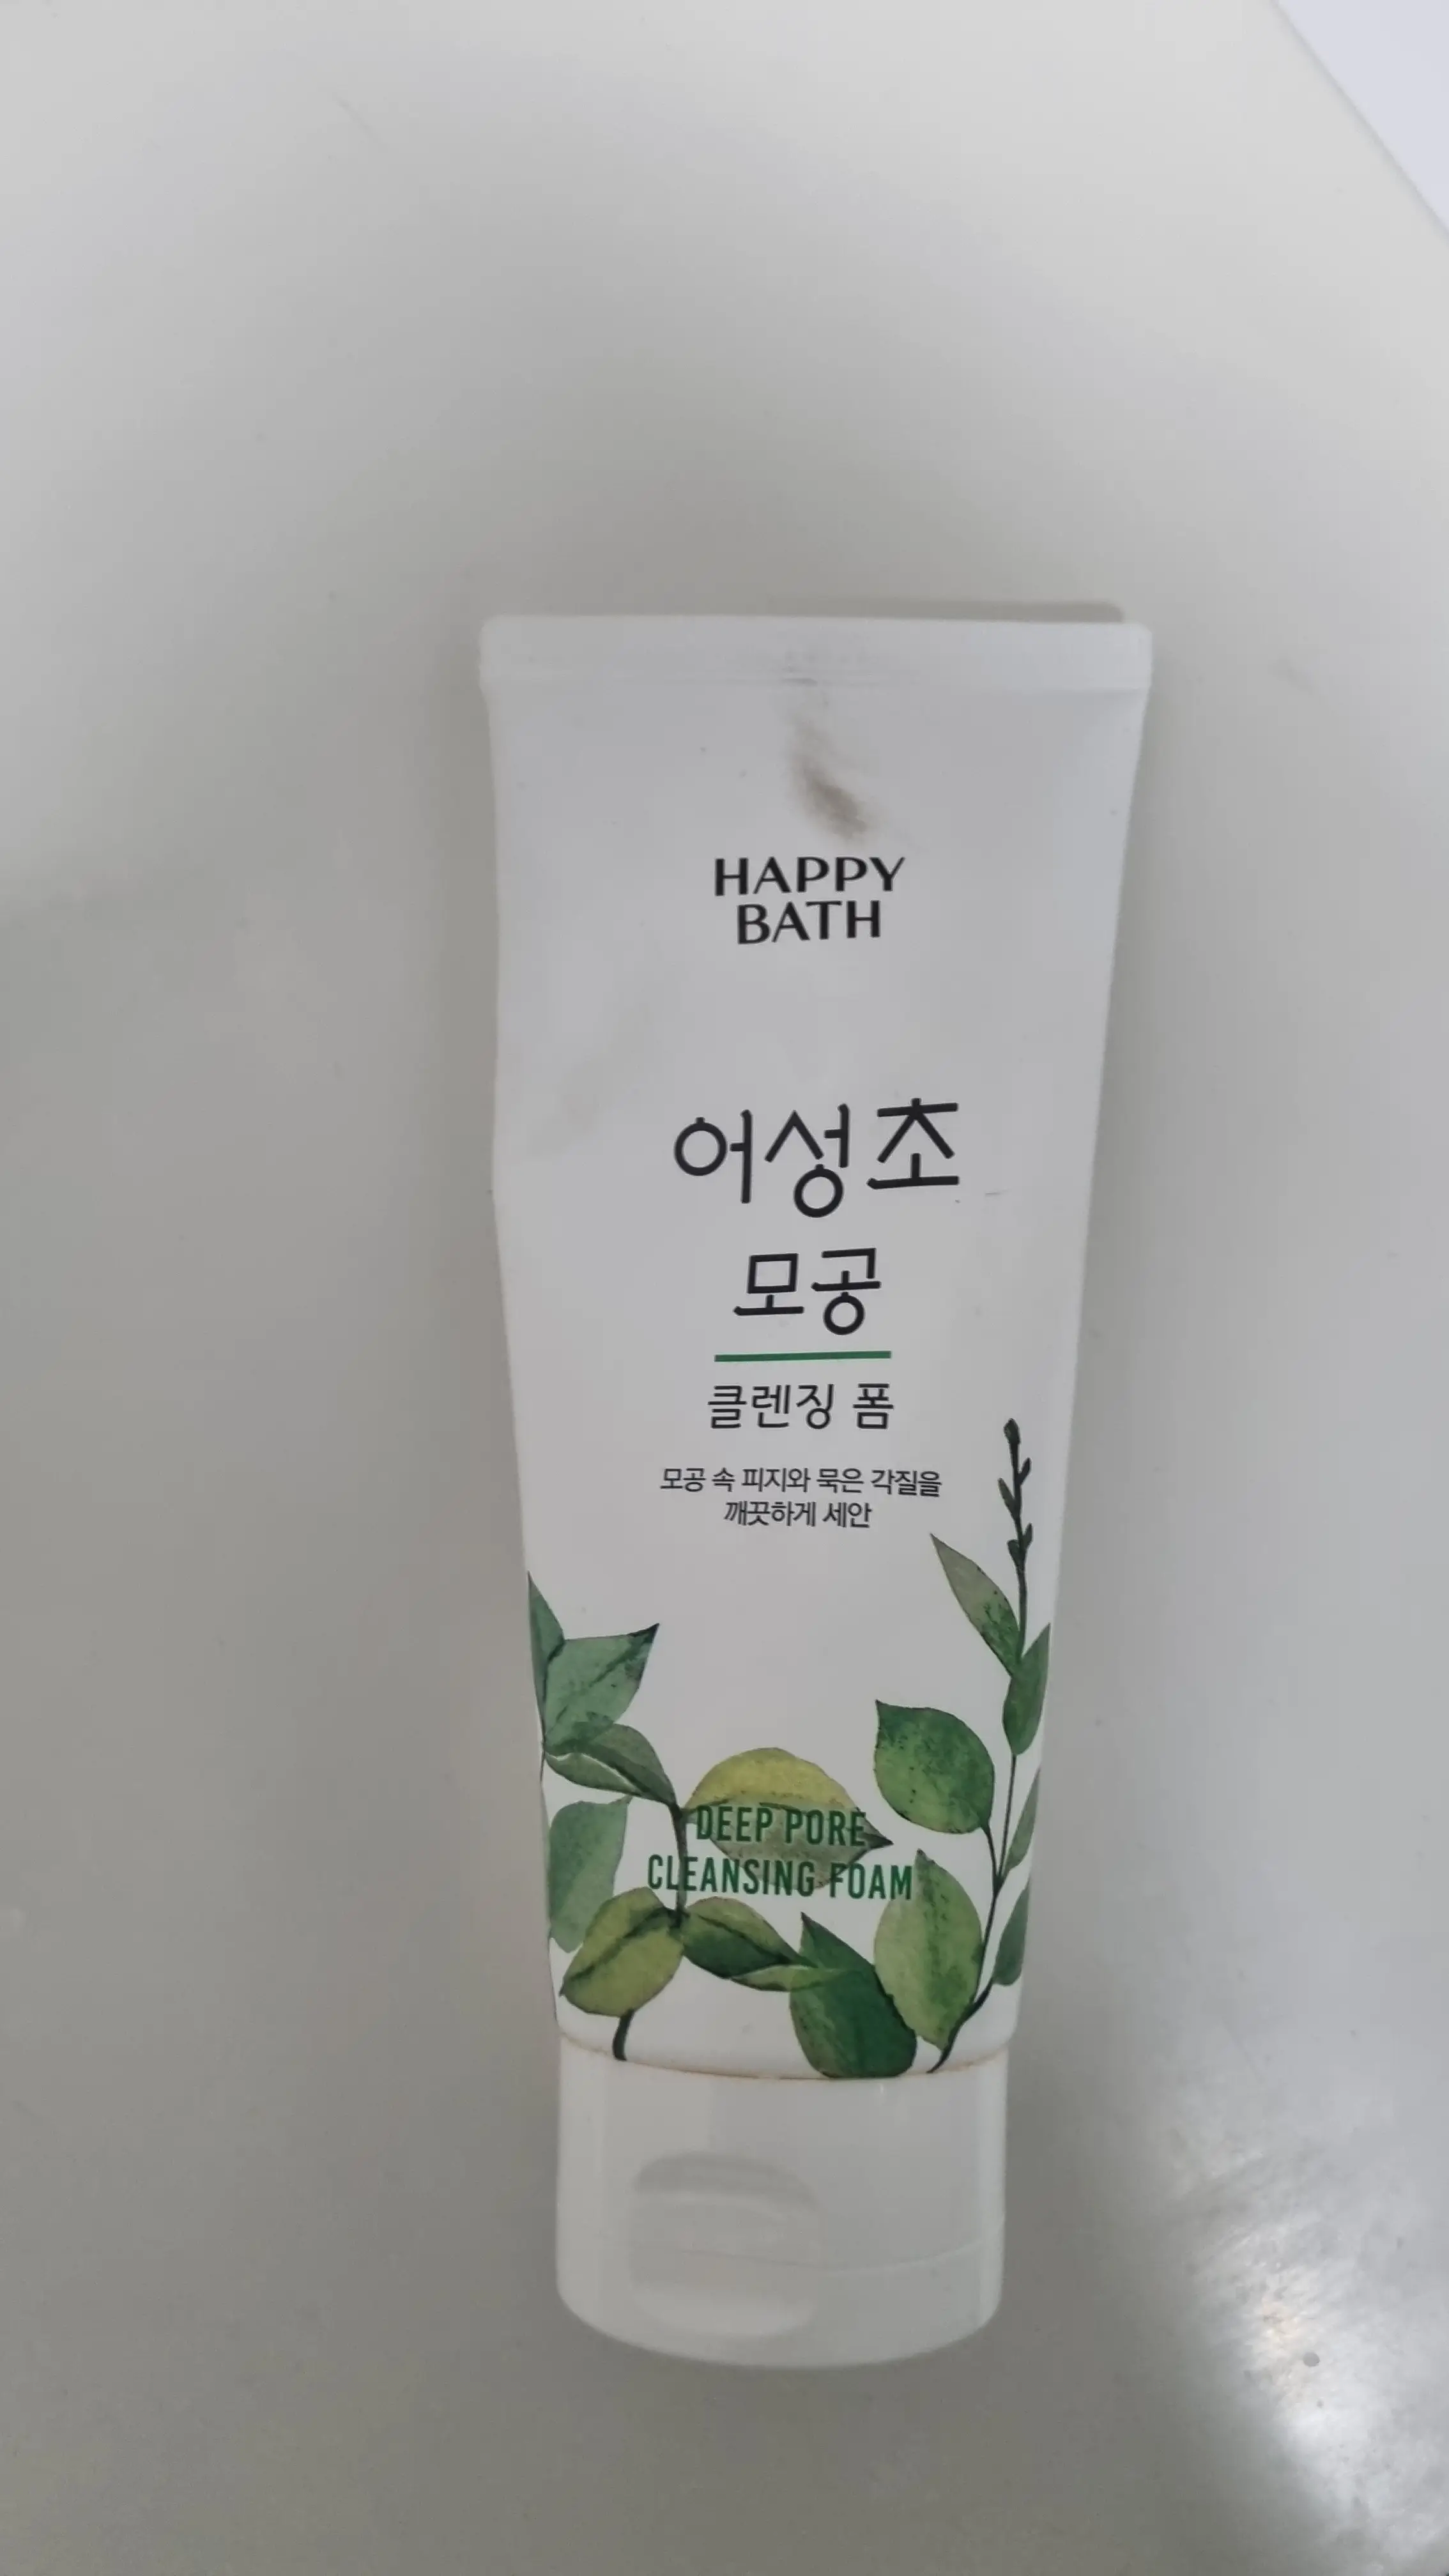 HAPPY
BATH
어성초
모공
클렌징 폼
모공 속 피지와 묵은 각질을
깨끗하게 세안
DEEP PORE
CLEANSING FOAM